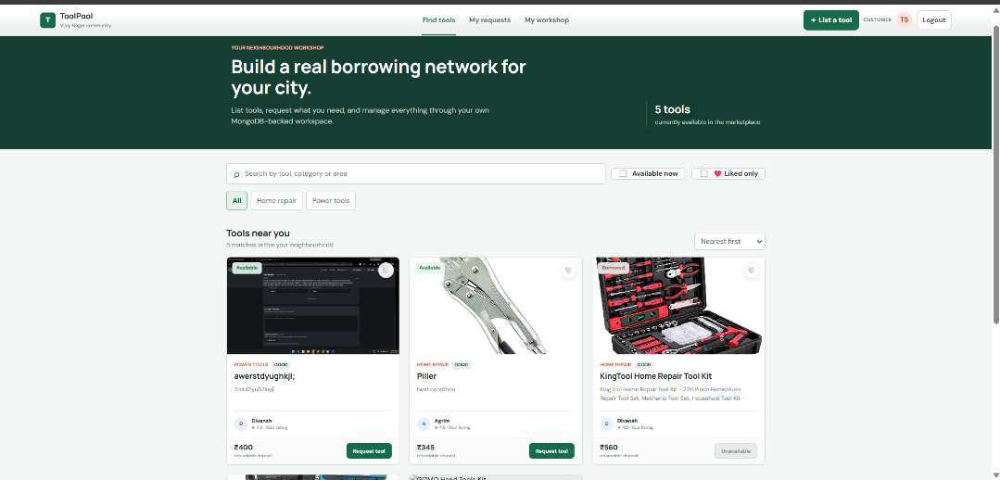 T
ToolPool
Vijay Nagar community
Find tools
My requests
My workshop
+ List a tool
CUSTOMER
TS
Logout
YOUR NEIGHBOURHOOD WORKSHOP
Build a real borrowing network for
your city.
List tools, request what you need, and manage everything through your own
MongoDB-backed workspace.
5 tools
currently available in the marketplace
Search by tool, category or area
Available now
Liked only
All
Home repair
Power tools
Tools near you
5 matches within your neighbourhood
Nearest first
Available
POWER TOOLS GOOD
awerstdyughkjl;
D
Divansh
★ 4.8 · Your listing
₹400
refundable deposit
Request tool
Available
HOME REPAIR GOOD
Piller
best condition
A
Agrim
★ 4.8 · Your listing
₹345
refundable deposit
Request tool
Borrowed
HOME REPAIR GOOD
KingTool Home Repair Tool Kit
KingTool Home Repair Tool Kit - 226 Piece Home/Auto
Repair Tool Set, Mechanic Tool Set, Household Tool Kit -
D
Divansh
★ 4.8 · Your listing
₹560
refundable deposit
Unavailable
GIZMO Hand Tools Kit